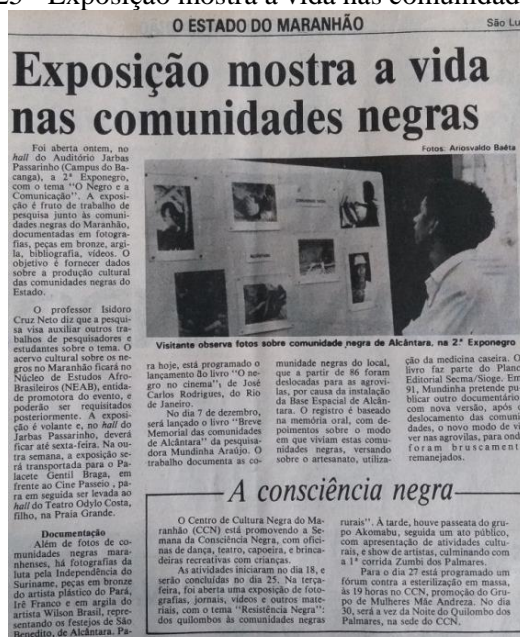 25 – Exposição mostra a vida nas comunidad
O ESTADO DO MARANHÃO
São Lu
Exposição mostra a vida
nas comunidades negras
Fotos: Ariosvaldo Baêta
Foi aberta ontem, no
hall do Auditório Jarbas
Passarinho (Campus do Ba-
canga), a 2ª Exponegro,
com o tema "O Negro e a
Comunicação". A exposi-
ção é fruto de trabalho de
pesquisa junto às comuni-
dades negras do Maranhão,
documentadas em fotogra-
fias, peças em bronze, argi-
la, bibliografia, vídeos. O
objetivo é fornecer dados
sobre a produção cultural
das comunidades negras do
Estado.
O professor Isidoro
Cruz Neto diz que a pesqui-
sa visa auxiliar outros tra-
balhos de pesquisadores e
estudantes sobre o tema. O
acervo cultural sobre os ne-
gros no Maranhão ficará no
Núcleo de Estudos Afro-
Brasileiros (NEAB), entida-
de promotora do evento, e
poderão ser requisitados
posteriormente. A exposi-
ção é volante e, no hall do
Jarbas Passarinho, deverá
ficar até sexta-feira. Na ou-
tra semana, a exposição se-
rá transportada para o Pa-
lacete Gentil Braga, em
frente ao Cine Passeio, pa-
ra em seguida ser levada ao
hall do Teatro Odylo Costa,
filho, na Praia Grande.
Documentação
Além de fotos de co-
munidades negras mara-
nhenses, há fotografias da
luta pela Independência do
Suriname, peças em bronze
do artista plástico do Pará,
Irê Franco e em argila do
artista Wilson Brasil, repre-
sentando os festejos de São
Benedito, de Alcântara. Pa-
Visitante observa fotos sobre comunidade negra de Alcântara, na 2.ª Exponegro
ra hoje, está programado o
lançamento do livro "O ne-
gro no cinema", de José
Carlos Rodrigues, do Rio
de Janeiro.
No dia 7 de dezembro,
será lançado o livro "Breve
Memorial das comunidades
de Alcântara" da pesquisa-
dora Mundinha Araújo. O
trabalho documenta as co-
munidade negras do local,
que a partir de 86 foram
deslocadas para as agrovi-
las, por causa da instalação
da Base Espacial de Alcân-
tara. O registro é baseado
na memória oral, com de-
poimentos sobre o modo
em que viviam estas comu-
nidades negras, versando
sobre o artesanato, utiliza-
ção da medicina caseira. O
livro faz parte do Plano
Editorial Secma/Sioge. Em
91, Mundinha pretende pu-
blicar outro documentário
com nova versão, após o
deslocamento das comuni-
dades, o novo modo de vi-
ver nas agrovilas, para onde
foram bruscament
remanejados.
A consciência negra
O Centro de Cultura Negra do Ma-
ranhão (CCN) está promovendo a Se-
mana da Consciência Negra, com ofici-
nas de dança, teatro, capoeira, e brinca-
deiras recreativas com crianças.
As atividades iniciaram no dia 18, e
serão concluídas no dia 25. Na terça-
feira, foi aberta uma exposição de foto-
grafias, jornais, vídeos e outros mate-
riais, com o tema "Resistência Negra":
dos quilombos às comunidades negras
rurais". À tarde, houve passeata do gru-
po Akomabu, seguida um ato público,
com apresentação de atividades cultu-
rais, e show de artistas, culminando com
a 1ª corrida Zumbi dos Palmares.
Para o dia 27 está programado um
fórum contra a esterilização em massa,
às 19 horas no CCN, promoção do Gru-
po de Mulheres Mãe Andreza. No dia
30, será a vez da Noite do Quilombo dos
Palmares, na sede do CCN.